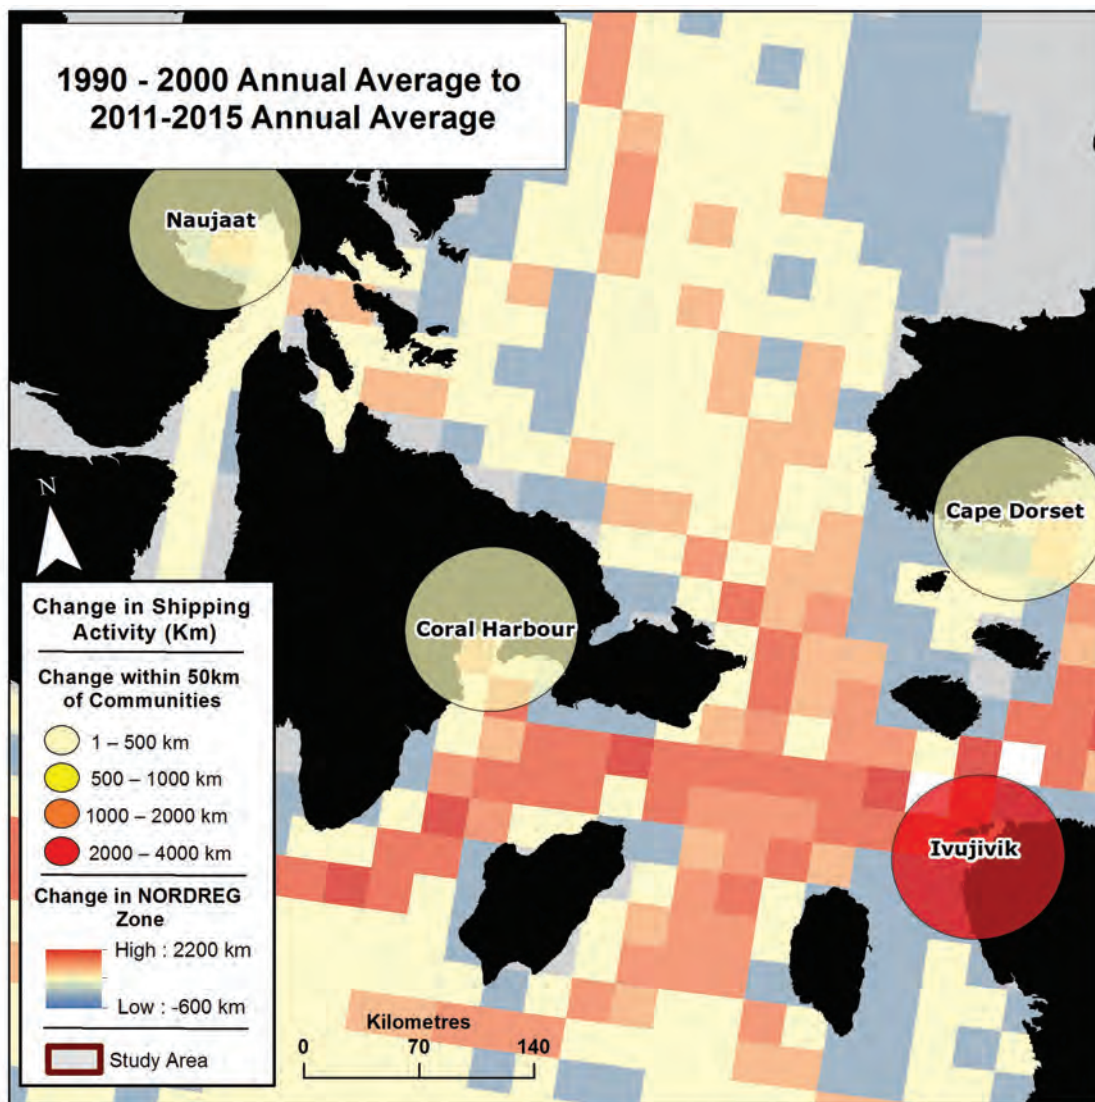 1990 - 2000 Annual Average to
2011-2015 Annual Average
Naujaat
Cape Dorset
N
Coral Harbour
Ivujivik
Change in Shipping
Activity (Km)
Change within 50km
of Communities
1 – 500 km
500 – 1000 km
1000 – 2000 km
2000 – 4000 km
Change in NORDREG
Zone
High : 2200 km
Low : -600 km
Study Area
Kilometres
0 70 140